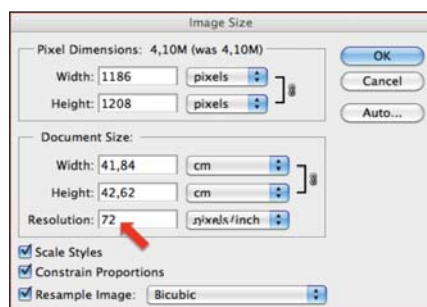 Image Size
Pixel Dimensions: 4,10M (was 4,10M)
Width: 1186 pixels
Height: 1208 pixels
Document Size:
Width: 41,84 cm
Height: 42,62 cm
Resolution: 72 pixels/inch
Scale Styles
Constrain Proportions
Resample Image: Bicubic
OK
Cancel
Auto...